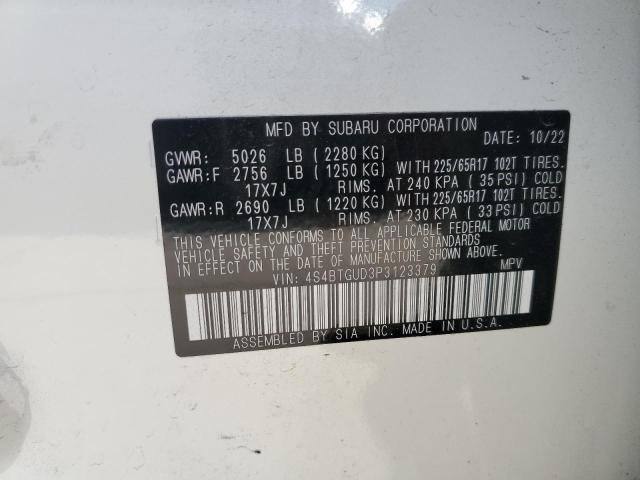 MFD BY SUBARU CORPORATION
DATE: 10/22
GVWR: 5026 LB (2280 KG)
GAWR:F 2756 LB (1250 KG) WITH 225/65R17 102T TIRES.
17X7J RIMS. AT 240 KPA (35 PSI) COLD
GAWR:R 2690 LB (1220 KG) WITH 225/65R17 102T TIRES.
17X7J RIMS. AT 230 KPA (33 PSI) COLD
THIS VEHICLE CONFORMS TO ALL APPLICABLE FEDERAL MOTOR
VEHICLE SAFETY, BUMPER, AND THEFT PREVENTION STANDARDS
IN EFFECT ON THE DATE OF MANUFACTURE SHOWN ABOVE.
VIN: 4S4BTGUD3P3123379 MPV
ASSEMBLED BY SIA INC. MADE IN U.S.A.